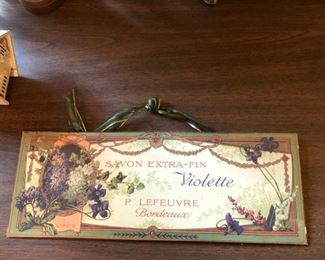 SAVON EXTRA-FIN
Violette
P. LEFEUVRE
Bordeaux